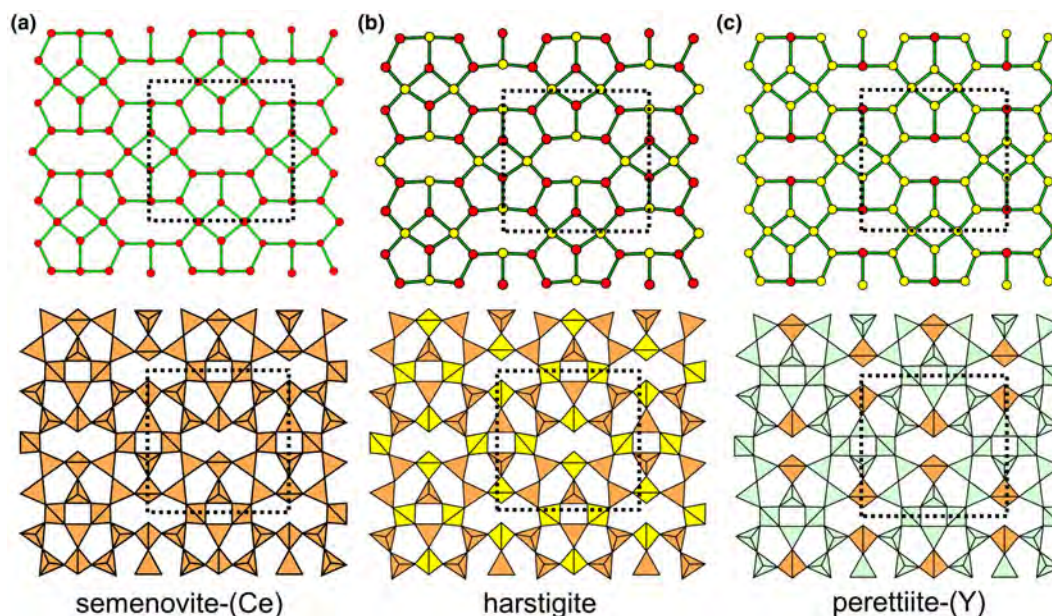 (a)
(b)
(c)
semenovite-(Ce)
harstigite
perettiite-(Y)